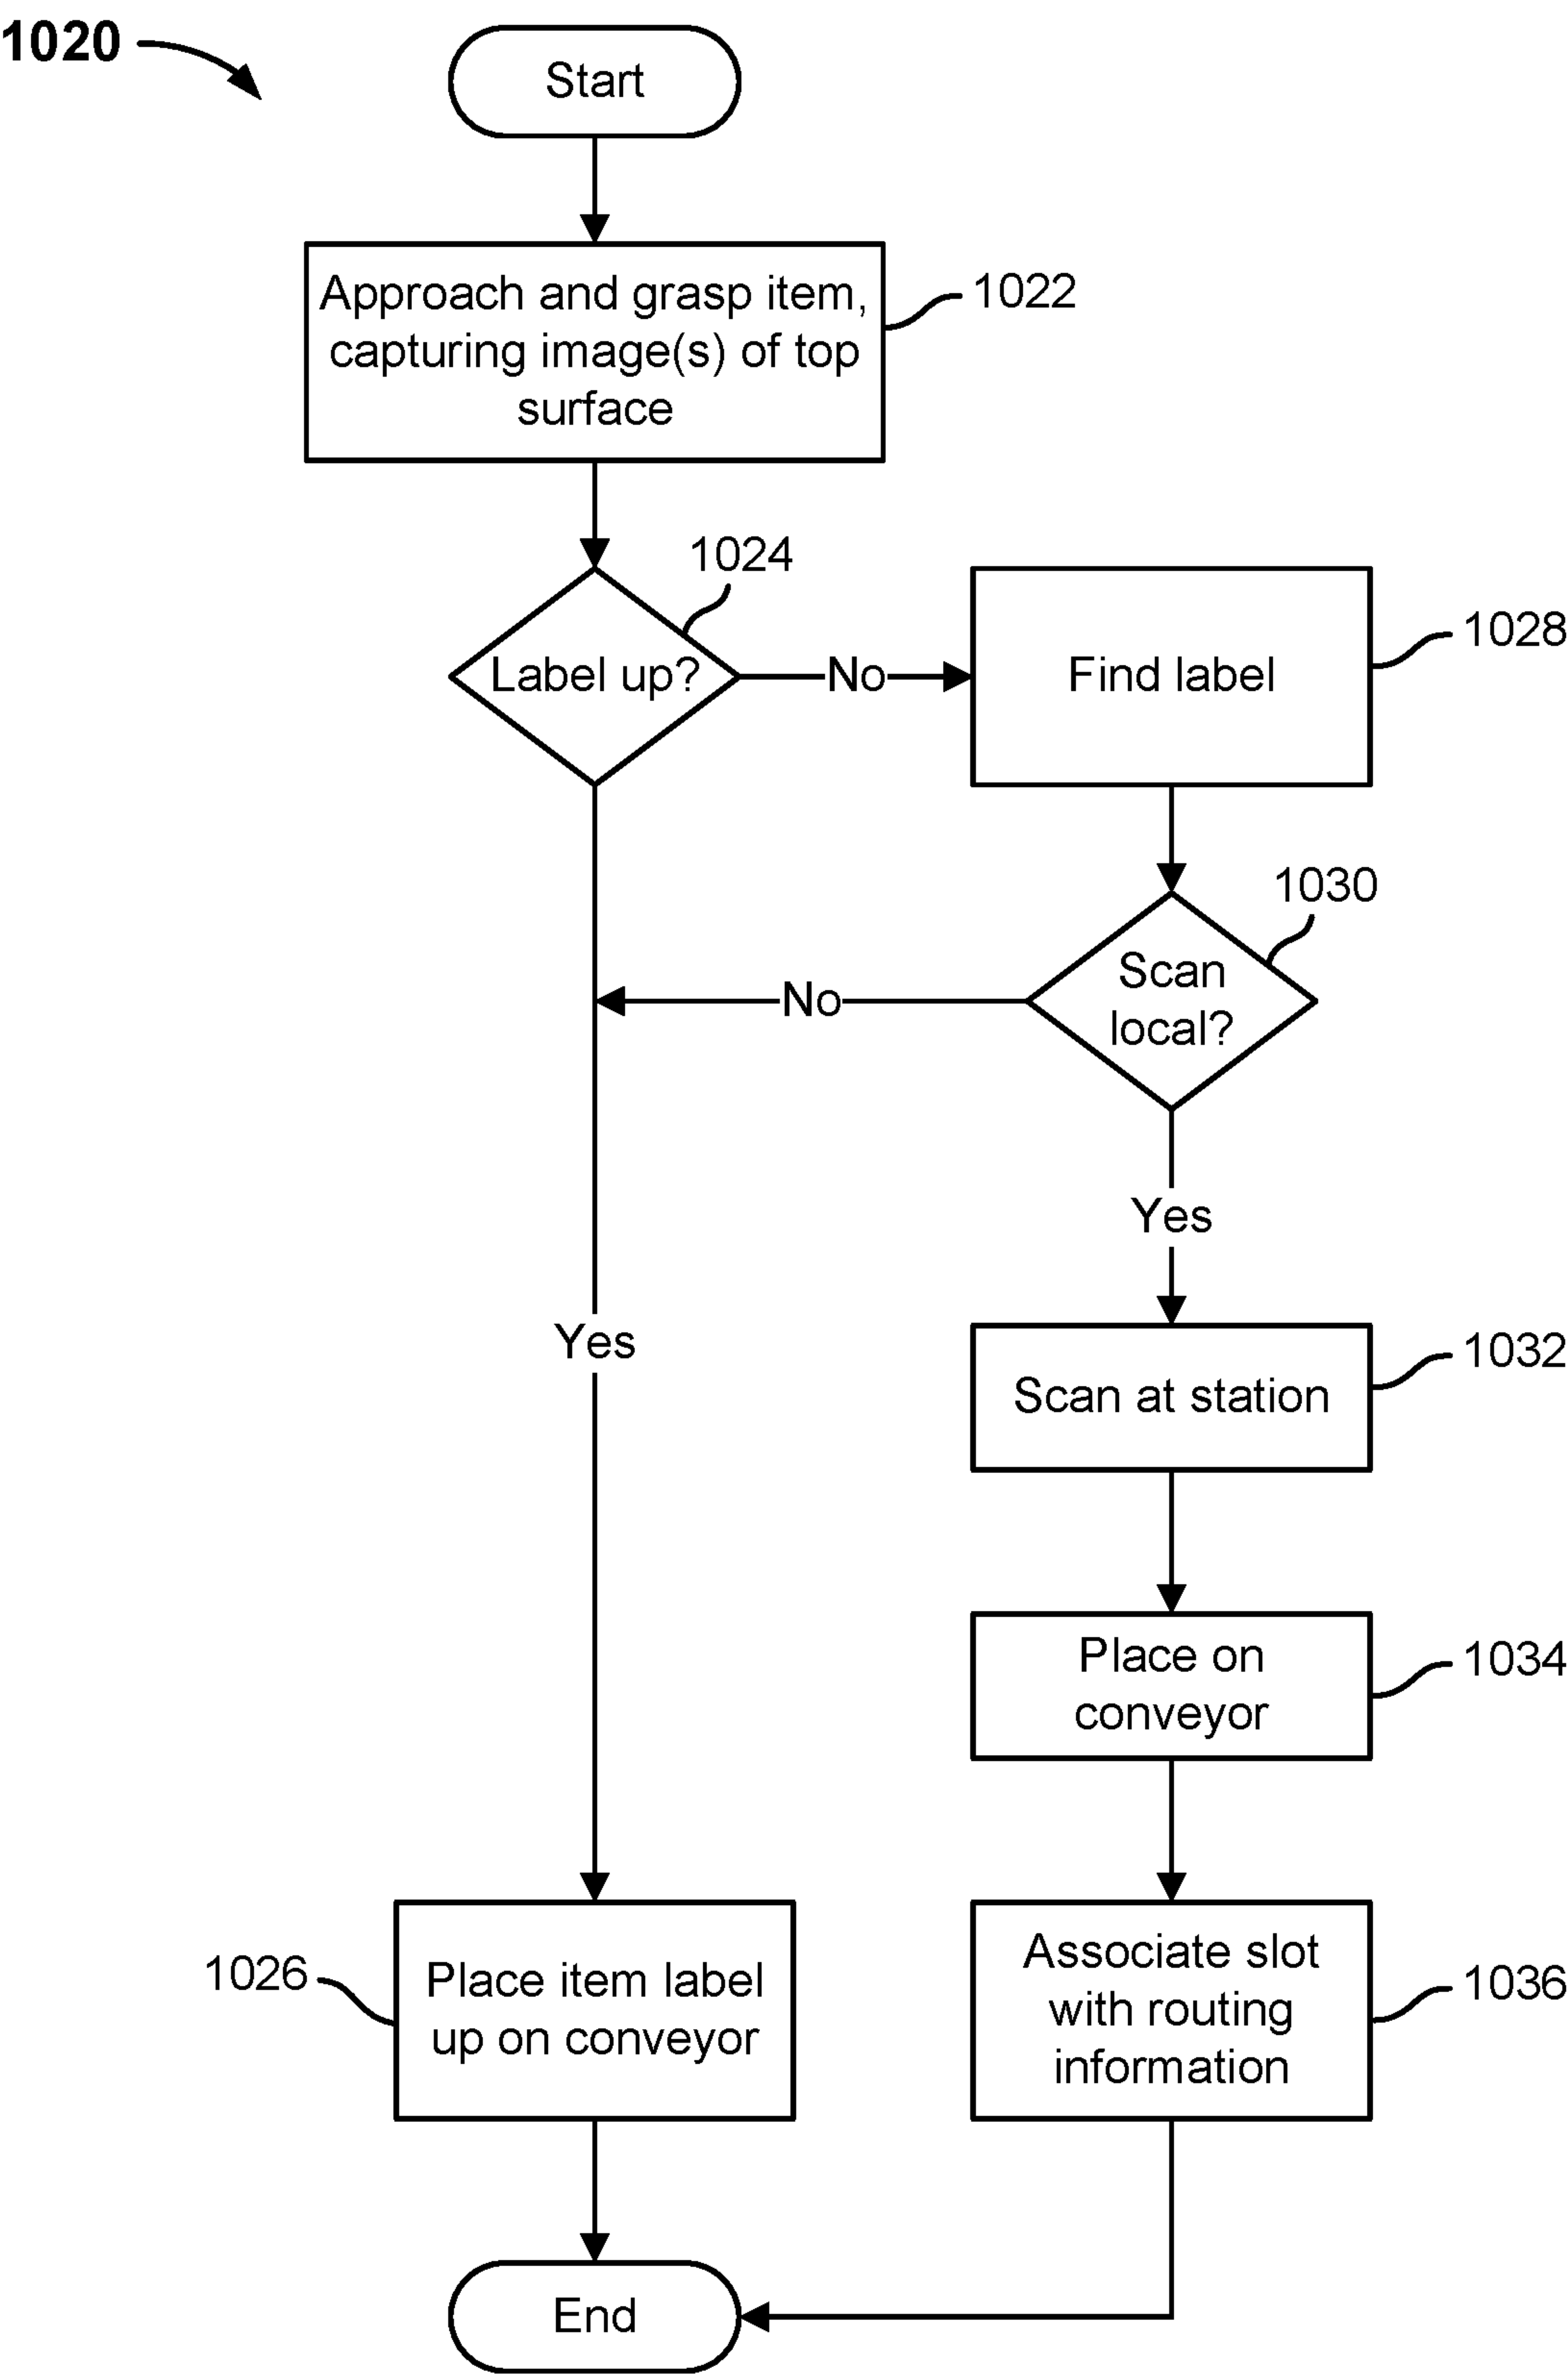 1020
Start
Approach and grasp item,
capturing image(s) of top
surface
1022
1024
Label up?
No
Find label
1028
1030
Scan
local?
No
Yes
Yes
Scan at station
1032
Place on
conveyor
1034
1026
Place item label
up on conveyor
Associate slot
with routing
information
1036
End